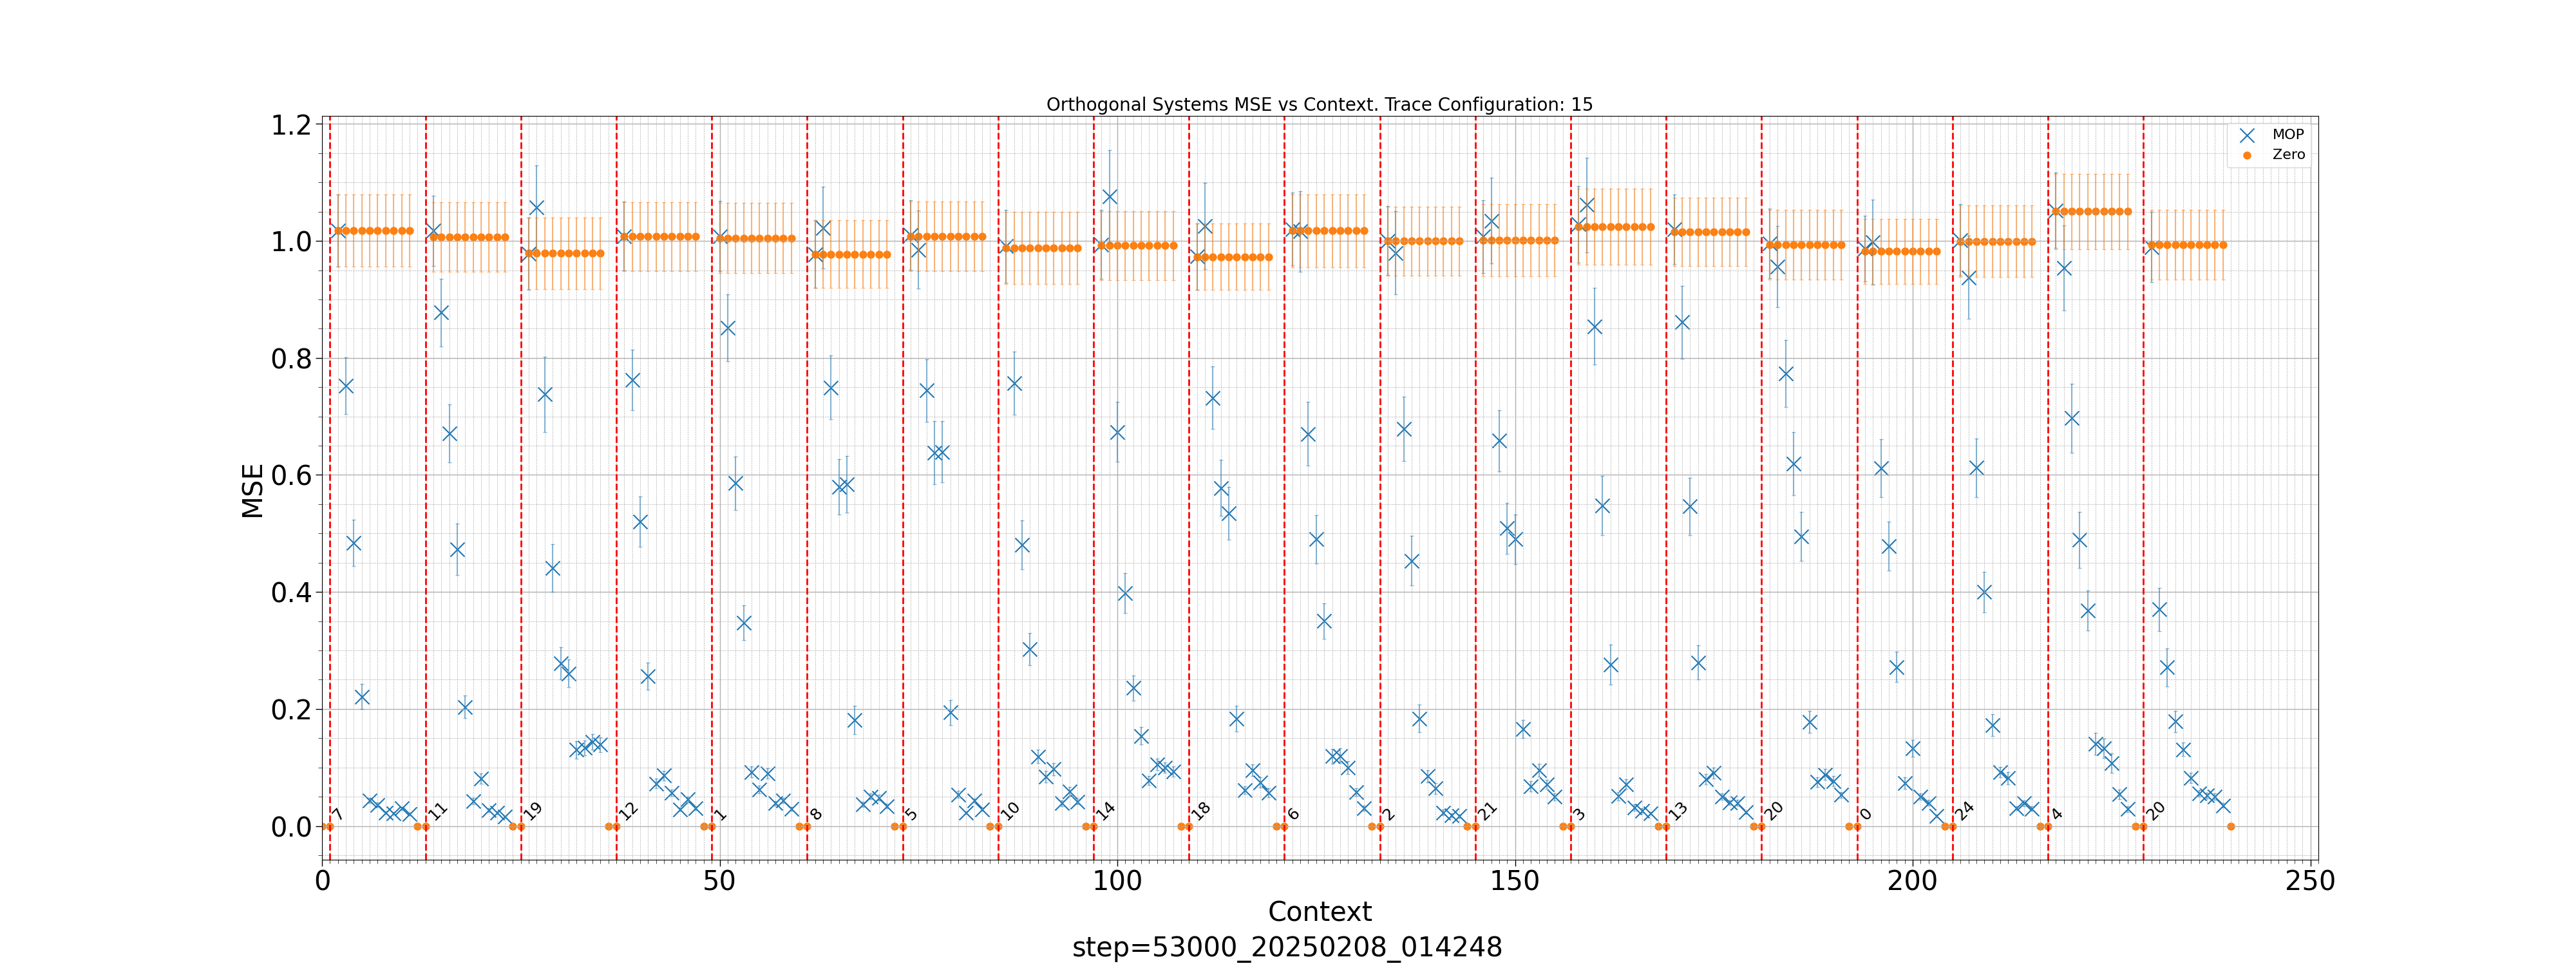 Orthogonal Systems MSE vs Context. Trace Configuration: 15
MOP
Zero
MSE
1.2
1.0
0.8
0.6
0.4
0.2
0.0
7 11 19 12 1 8 5 10 14 18 6 2 21 3 13 20 0 24 4 20
0 50 100 150 200 250
Context
step=53000_20250208_014248